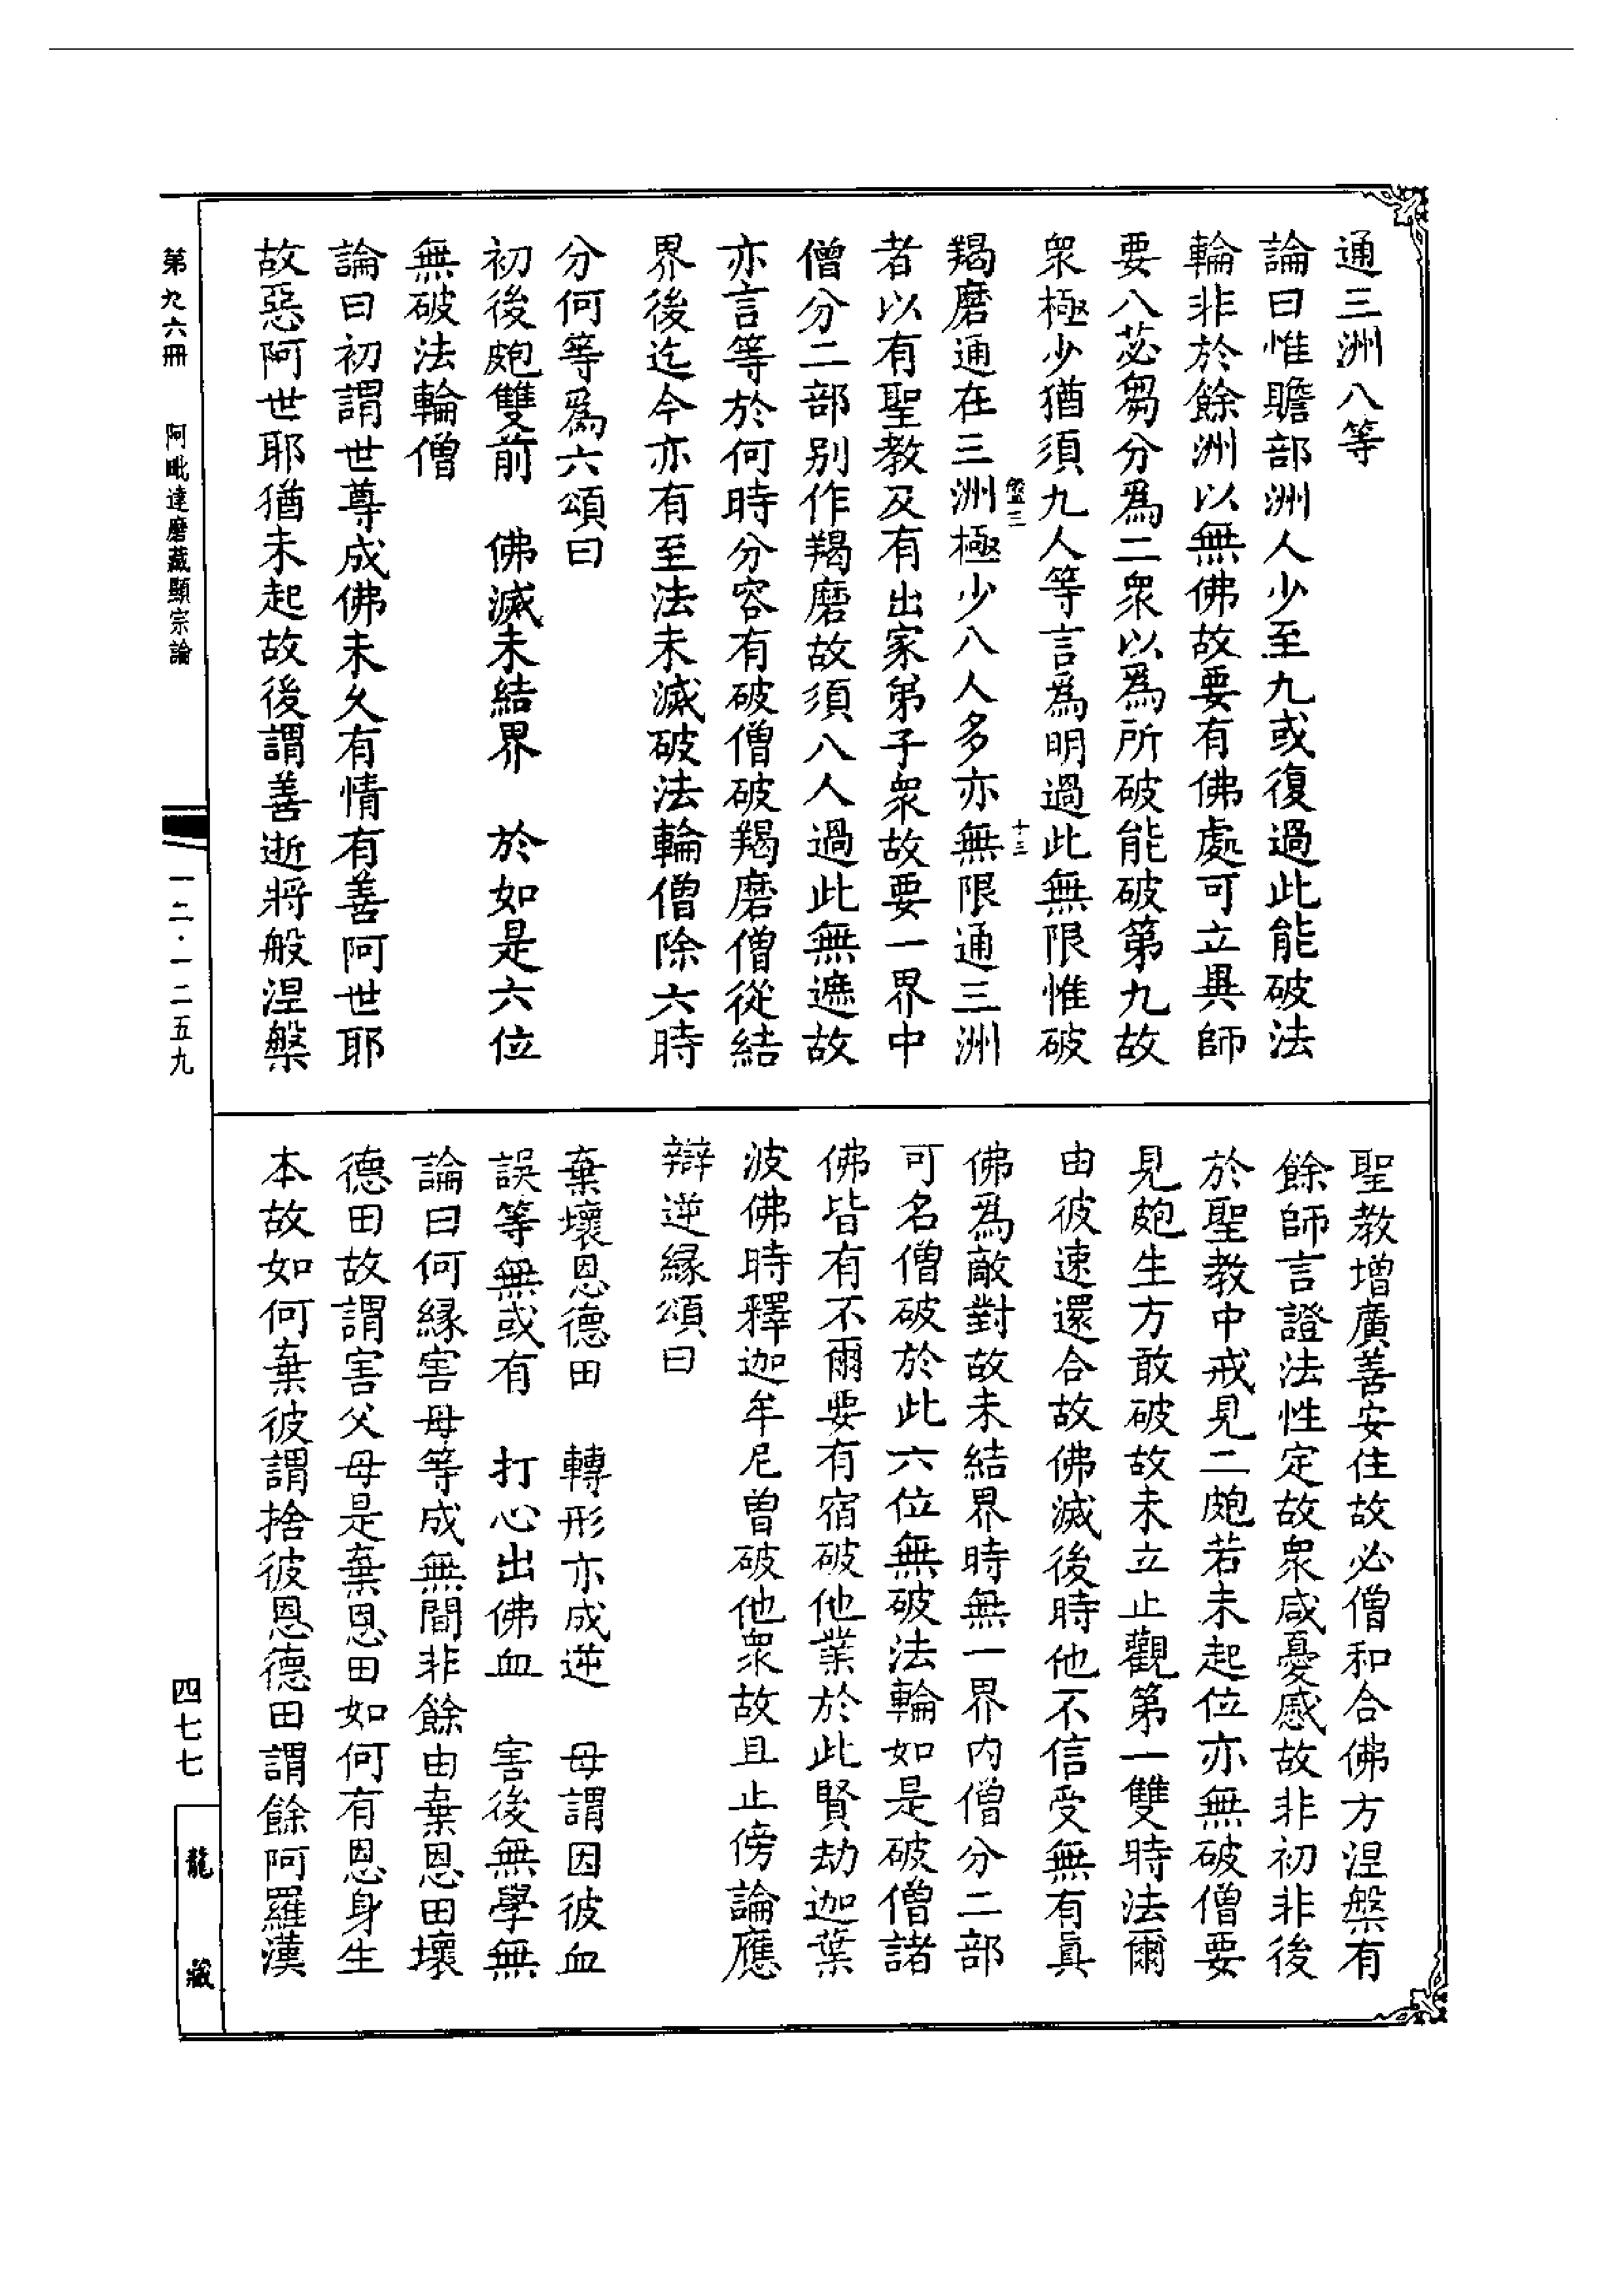 通三洲八等
論曰惟贍部洲人少至九或復過此能破法
輪非於餘洲以無佛故要有佛處可立異師
要八苾芻分爲二衆以爲所破能破第九故
衆極少猶須九人等言爲明過此無限惟破
盤三
十三
羯磨通在三洲極少八人多亦無限通三洲
者以有聖教及有出家弟子衆故要一界中
僧分二部别作羯磨故須八人過此無遮故
亦言等於何時分容有破僧破羯磨僧從結
界後迄今亦有至法未滅破法輪僧除六時
分何等爲六頌曰
初後皰雙前　佛滅未結界　於如是六位
無破法輪僧
論曰初謂世尊成佛未久有情有善阿世耶
故惡阿世耶猶未起故後謂善逝將般涅槃
聖教增廣善安住故必僧和合佛方涅槃有
餘師言證法性定故衆咸憂慼故非初非後
於聖教中戒見二皰若未起位亦無破僧要
見皰生方敢破故未立止觀第一雙時法爾
由彼速還合故佛滅後時他不信受無有真
佛爲敵對故未結界時無一界内僧分二部
可名僧破於此六位無破法輪如是破僧諸
佛皆有不爾要有宿破他業於此賢劫迦葉
波佛時釋迦牟尼曽破他衆故且止傍論應
辯逆緣頌曰
棄壞恩德田　轉形亦成逆　母謂因彼血
誤等無或有　打心出佛血　害後無學無
論曰何緣害母等成無間非餘由棄恩田壞
德田故謂害父母是棄恩田如何有恩身生
本故如何棄彼謂捨彼恩德田謂餘阿羅漢
第九六冊　阿毗達磨藏顯宗論
一二·一二五九
四七七
龍藏